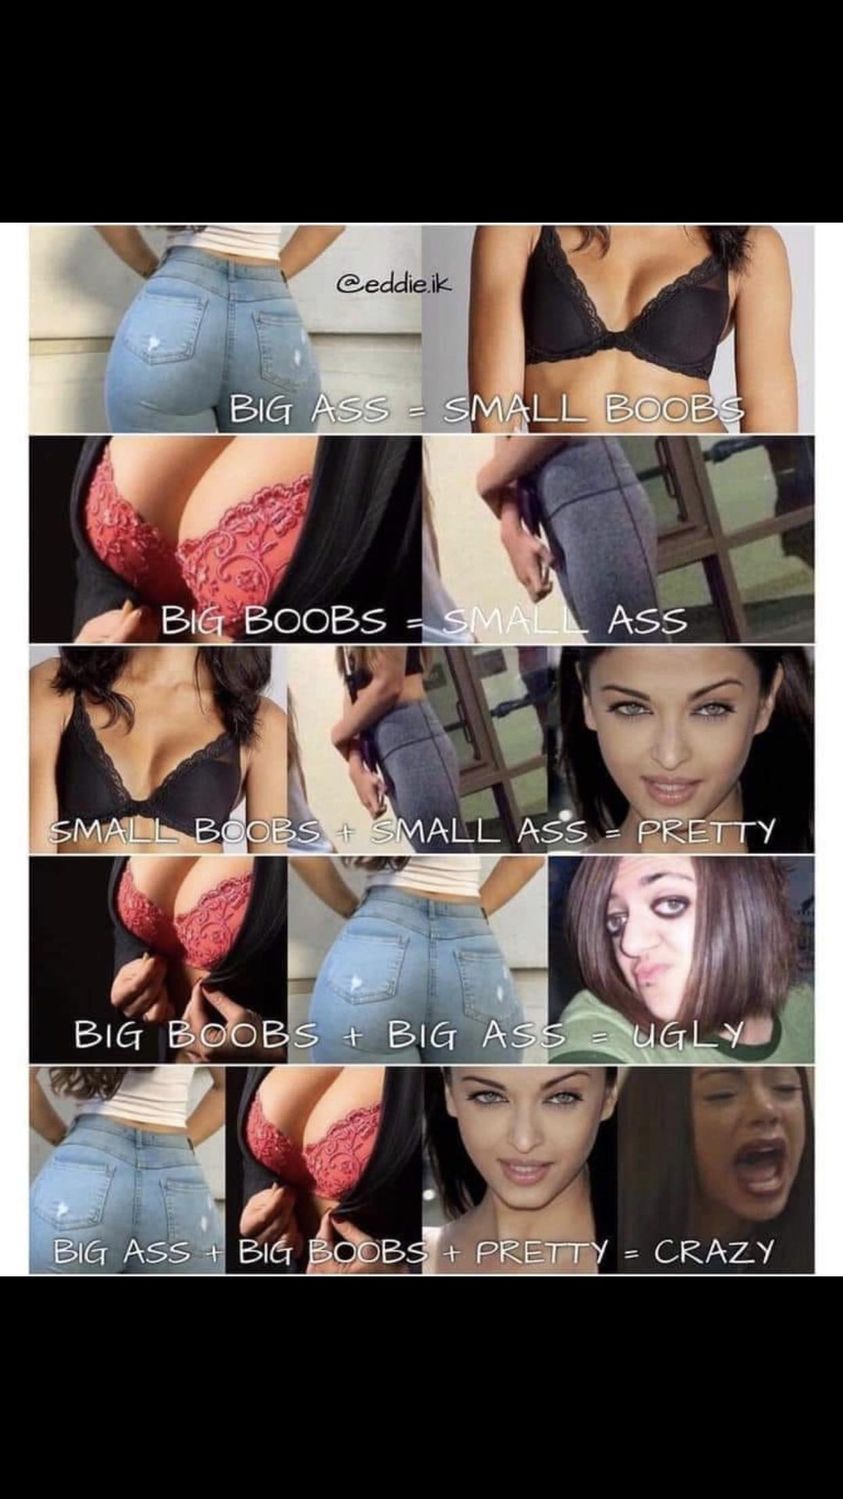 @eddie.ik
BIG ASS = SMALL BOOBS
BIG BOOBS = SMALL ASS
SMALL BOOBS + SMALL ASS = PRETTY
BIG BOOBS + BIG ASS = UGLY
BIG ASS + BIG BOOBS + PRETTY = CRAZY